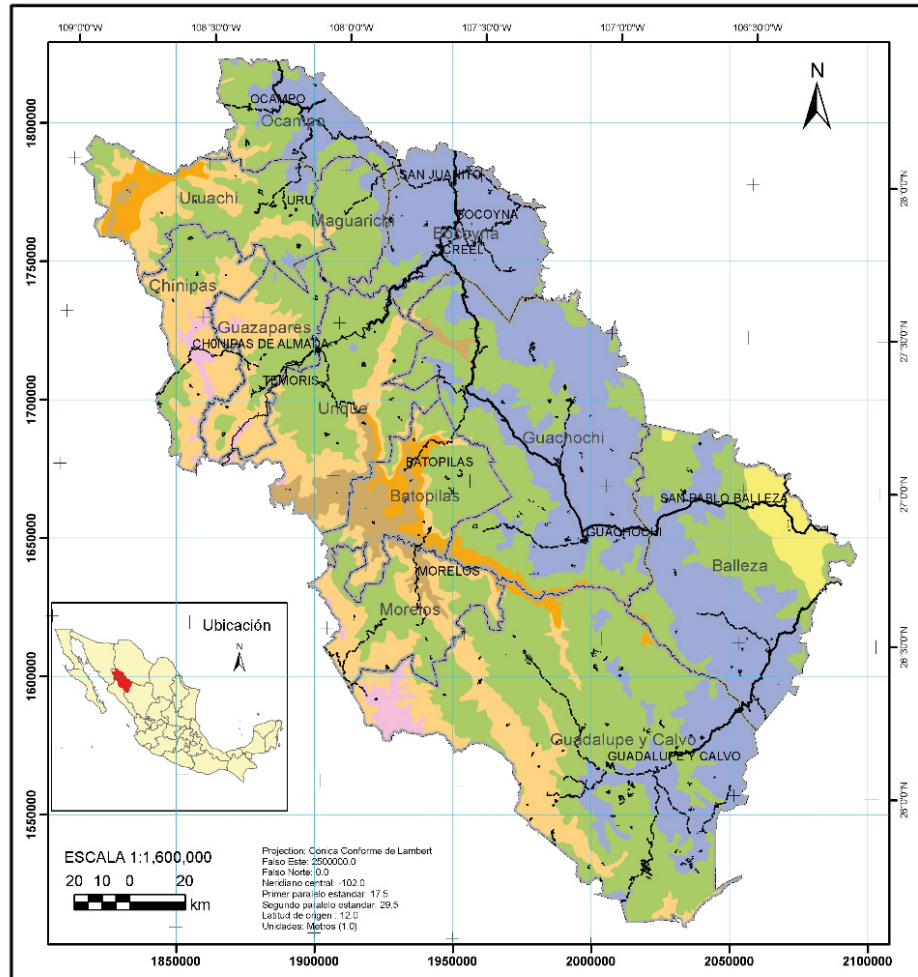 109°0'0"W 108°30'0"W 108°0'0"W 107°30'0"W 107°0'0"W 106°30'0"W
N
1800000
1750000
1700000
1650000
1600000
1550000
28°0'0"N
27°30'0"N
27°0'0"N
26°30'0"N
26°0'0"N
OCAMPO
Ocampo
SAN JUANITO
Uruachi
URU
Maguarichi
BOCOYNA
Bocoyna
CREEL
Chinipas
Guazapares
CHONIPAS DE ALMADA
TEMORIS
Urique
Guachochi
BATOPILAS
Batopilas
SAN PABLO BALLEZA
GUACHOCHI
Balleza
MORELOS
Morelos
Guadalupe y Calvo
GUADALUPE Y CALVO
Ubicación
N
ESCALA 1:1,600,000
20 10 0 20
km
Projection: Cónica Conforme de Lambert
Falso Este: 2500000.0
Falso Norte: 0.0
Neridiano central: -102.0
Primer paralelo estandar: 17.5
Segundo paralelo estandar: 29.5
Latitud de origen : 12.0
Unidades: Metros (1.0)
1850000 1900000 1950000 2000000 2050000 2100000